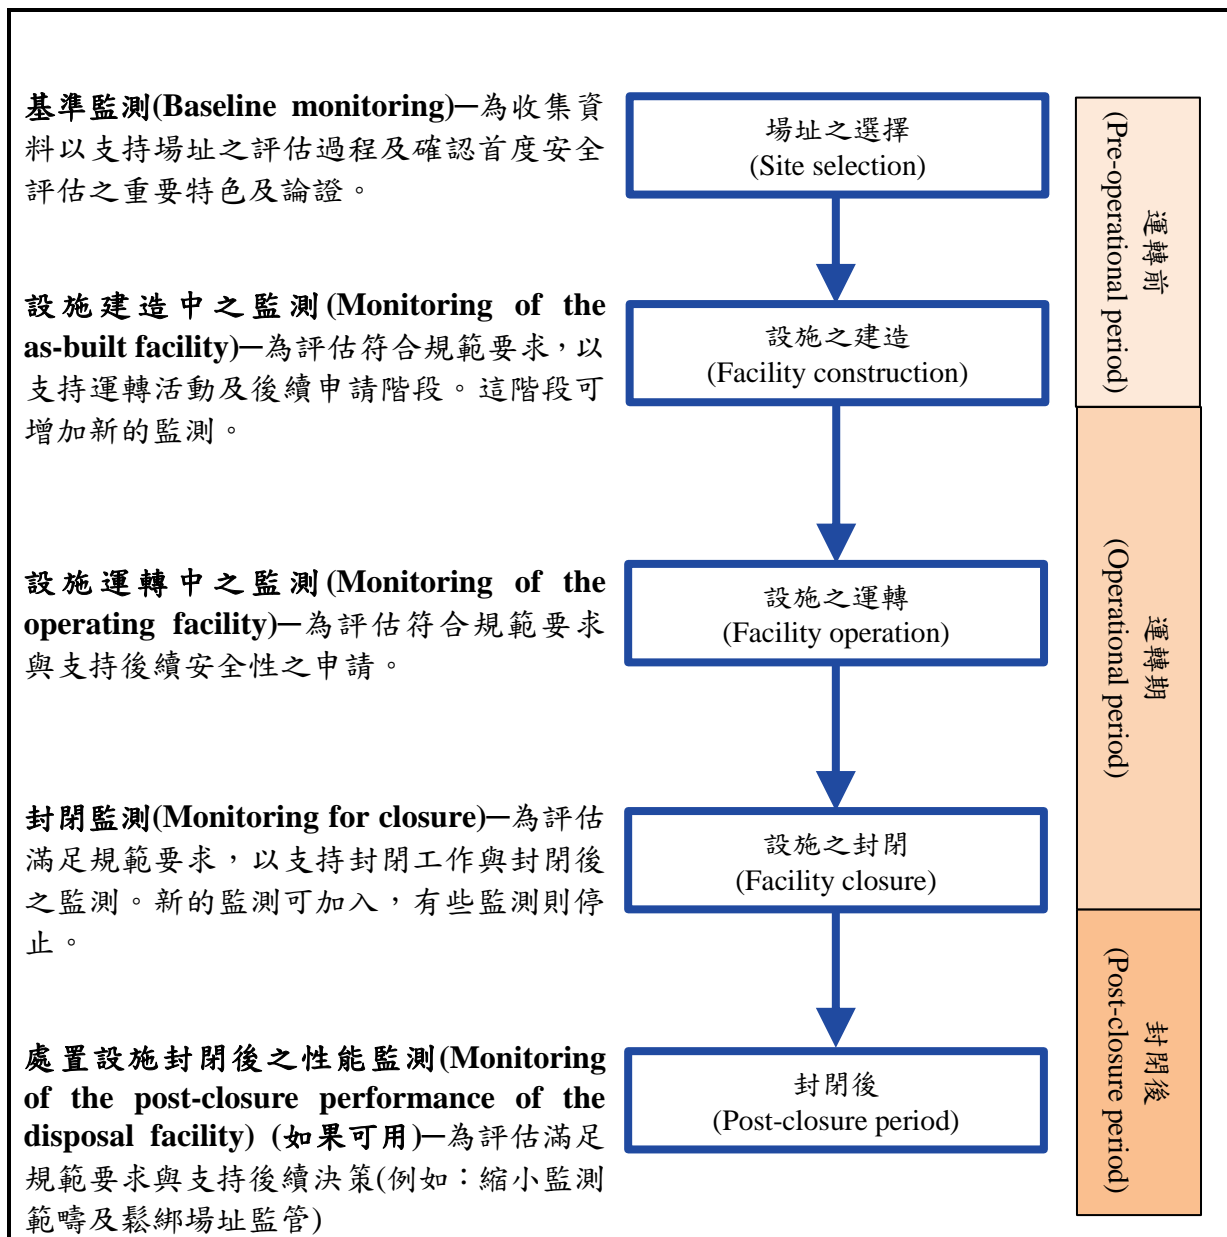 基準監測(Baseline monitoring)─為收集資
料以支持場址之評估過程及確認首度安全
評估之重要特色及論證。
場址之選擇
(Site selection)
運轉前
(Pre-operational period)
設施建造中之監測(Monitoring of the
as-built facility)─為評估符合規範要求，以
支持運轉活動及後續申請階段。這階段可
增加新的監測。
設施之建造
(Facility construction)
設施運轉中之監測(Monitoring of the
operating facility)─為評估符合規範要求
與支持後續安全性之申請。
設施之運轉
(Facility operation)
運轉期
(Operational period)
封閉監測(Monitoring for closure)─為評估
滿足規範要求，以支持封閉工作與封閉後
之監測。新的監測可加入，有些監測則停
止。
設施之封閉
(Facility closure)
處置設施封閉後之性能監測(Monitoring
of the post-closure performance of the
disposal facility) (如果可用)─為評估滿足
規範要求與支持後續決策(例如：縮小監測
範疇及鬆綁場址監管)
封閉後
(Post-closure period)
封閉後
(Post-closure period)